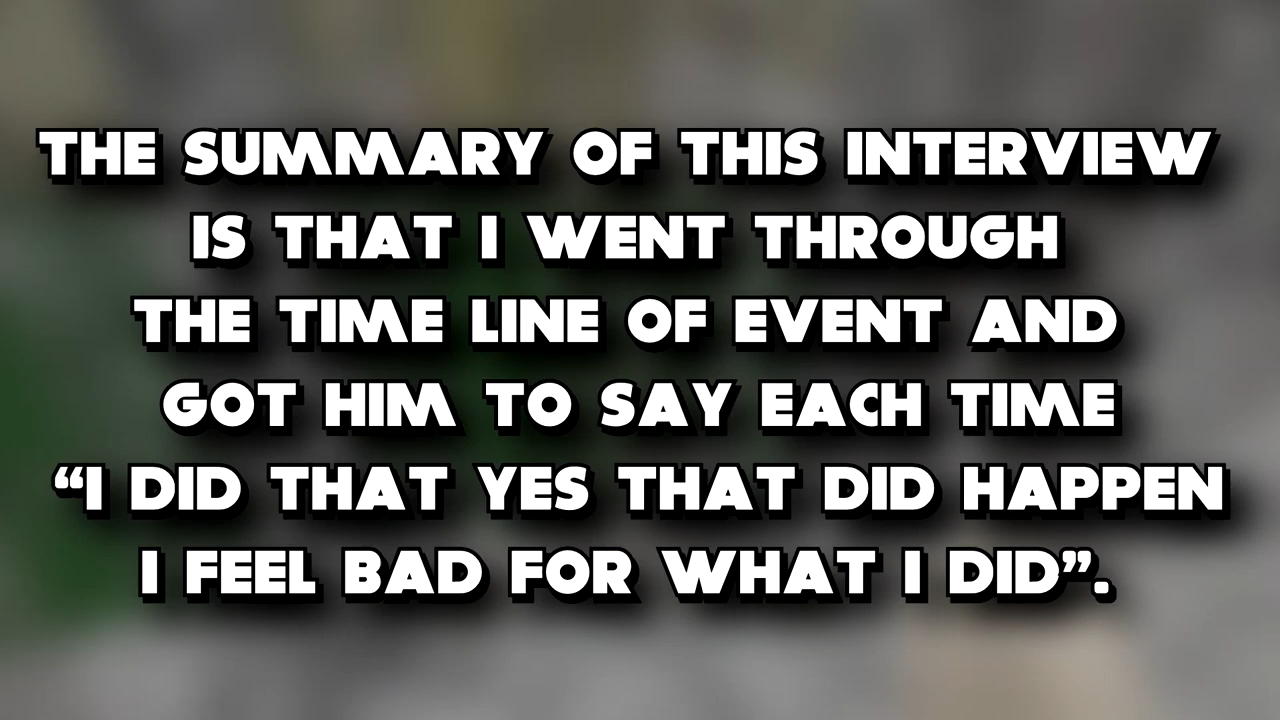 THE SUMMARY OF THIS INTERVIEW
IS THAT I WENT THROUGH
THE TIME LINE OF EVENT AND
GOT HIM TO SAY EACH TIME
“I DID THAT YES THAT DID HAPPEN
I FEEL BAD FOR WHAT I DID”.